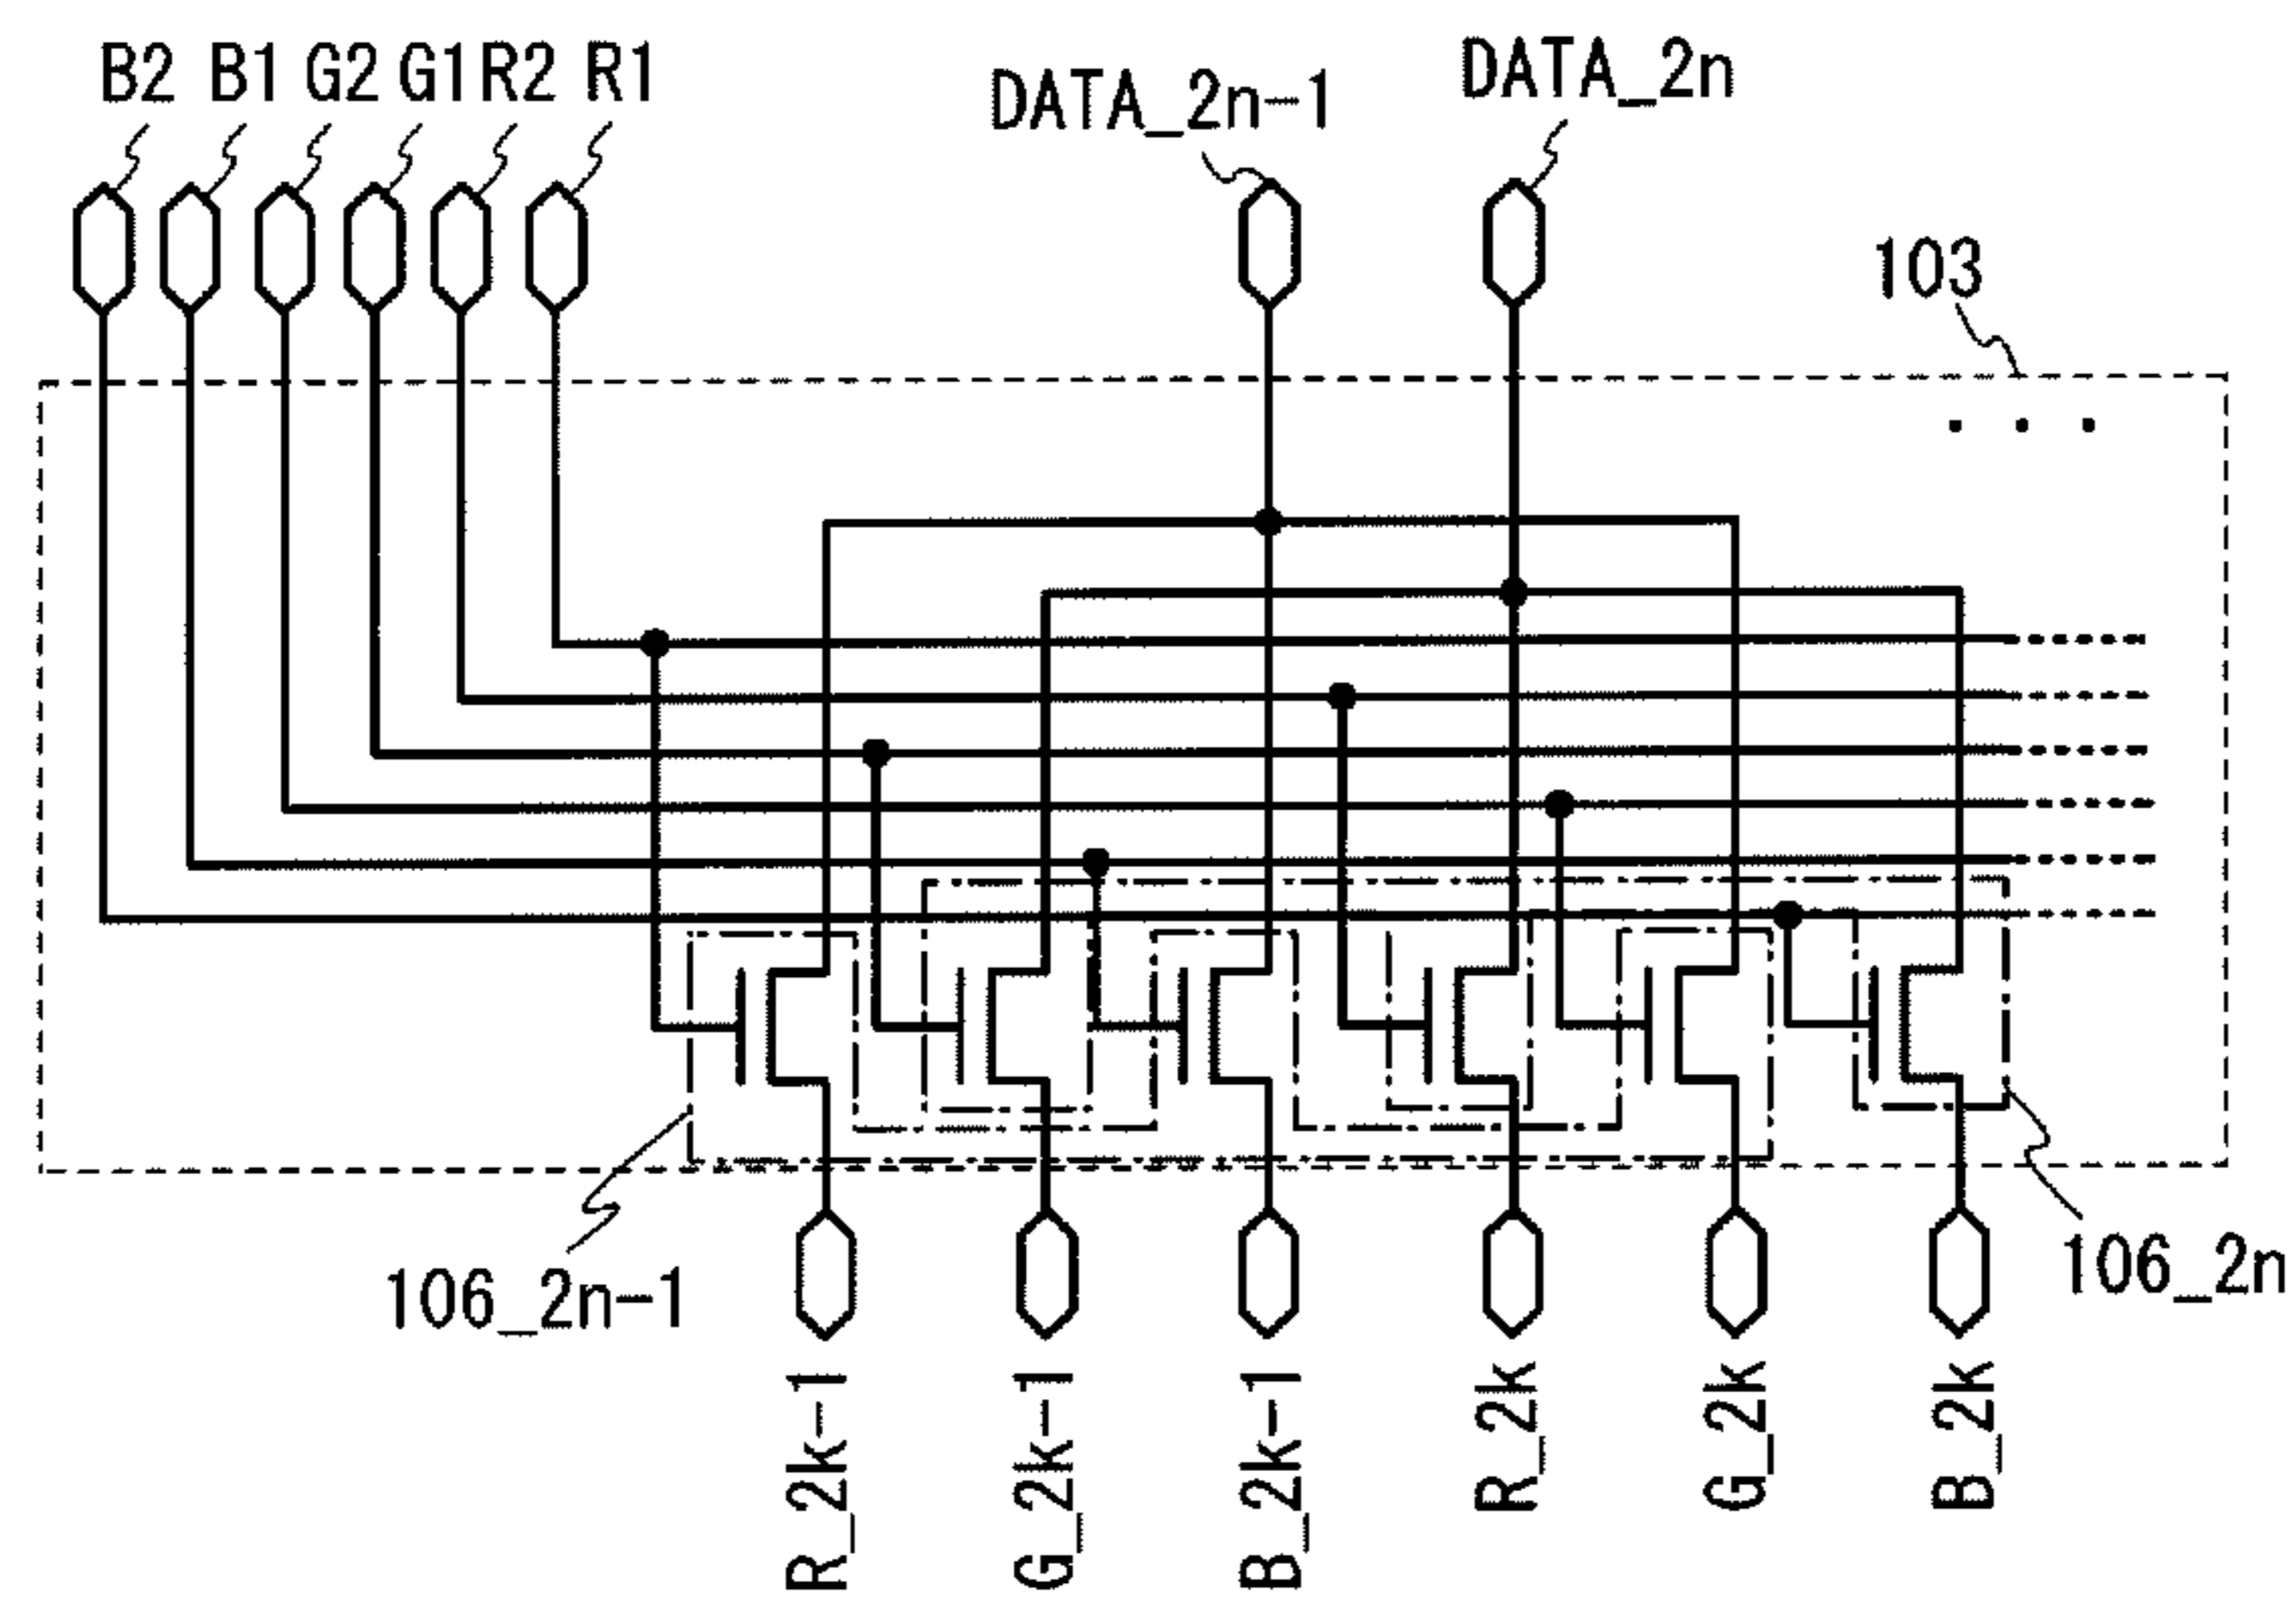 B2 B1 G2 G1 R2 R1
DATA_2n-1
DATA_2n
103
106_2n-1
106_2n
R_2k-1
G_2k-1
B_2k-1
R_2k
G_2k
B_2k